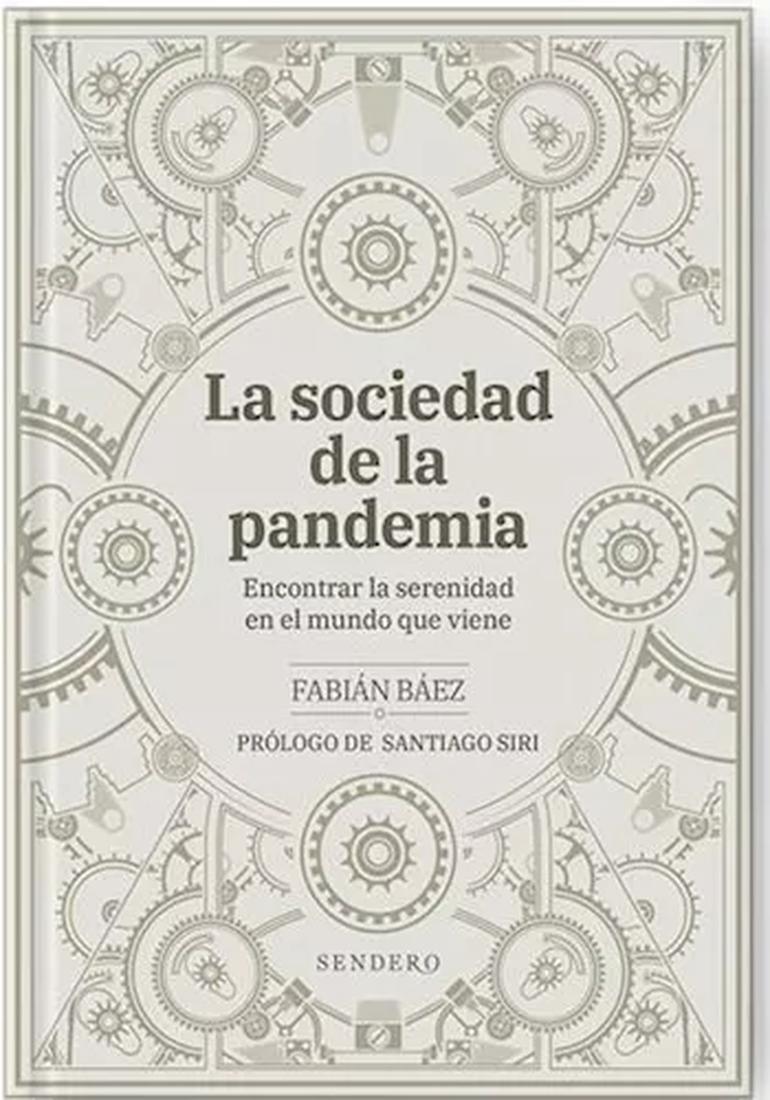 La sociedad
de la
pandemia
Encontrar la serenidad
en el mundo que viene
FABIÁN BÁEZ
PRÓLOGO DE SANTIAGO SIRI
SENDERO